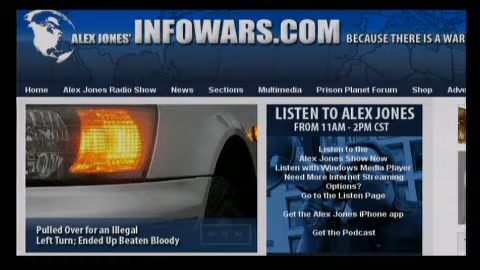 ALEX JONES' INFOWARS.COM BECAUSE THERE IS A WAR
Home Alex Jones Radio Show News Sections Multimedia Prison Planet Forum Shop Adve
LISTEN TO ALEX JONES
FROM 11AM - 2PM CST
Listen to the
Alex Jones Show Now
Listen with Windows Media Player
Need More Internet Streaming
Options?
Go to the Listen Page
Get the Alex Jones iPhone app
Get the Podcast
Pulled Over for an Illegal
Left Turn; Ended Up Beaten Bloody